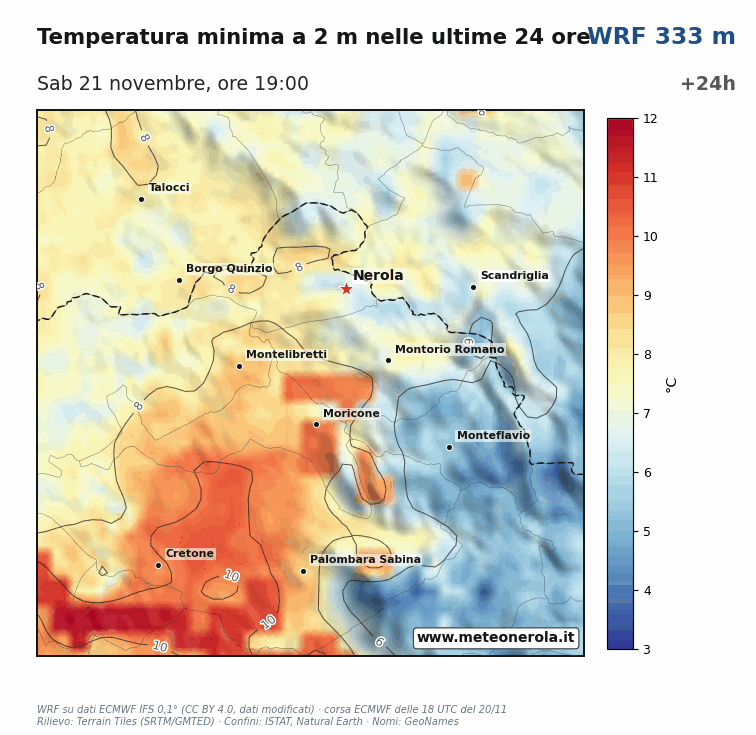 Temperatura minima a 2 m nelle ultime 24 ore WRF 333 m
Sab 21 novembre, ore 19:00 +24h
8
8
Talocci
Borgo Quinzio
8
8
8
Nerola
Scandriglia
Montelibretti
Montorio Romano
6
8
Moricone
Monteflavio
Cretone
Palombara Sabina
10
10
10
6
www.meteonerola.it
12
11
10
9
8
7
6
5
4
3
°C
WRF su dati ECMWF IFS 0,1° (CC BY 4.0, dati modificati) · corsa ECMWF delle 18 UTC del 20/11
Rilievo: Terrain Tiles (SRTM/GMTED) · Confini: ISTAT, Natural Earth · Nomi: GeoNames